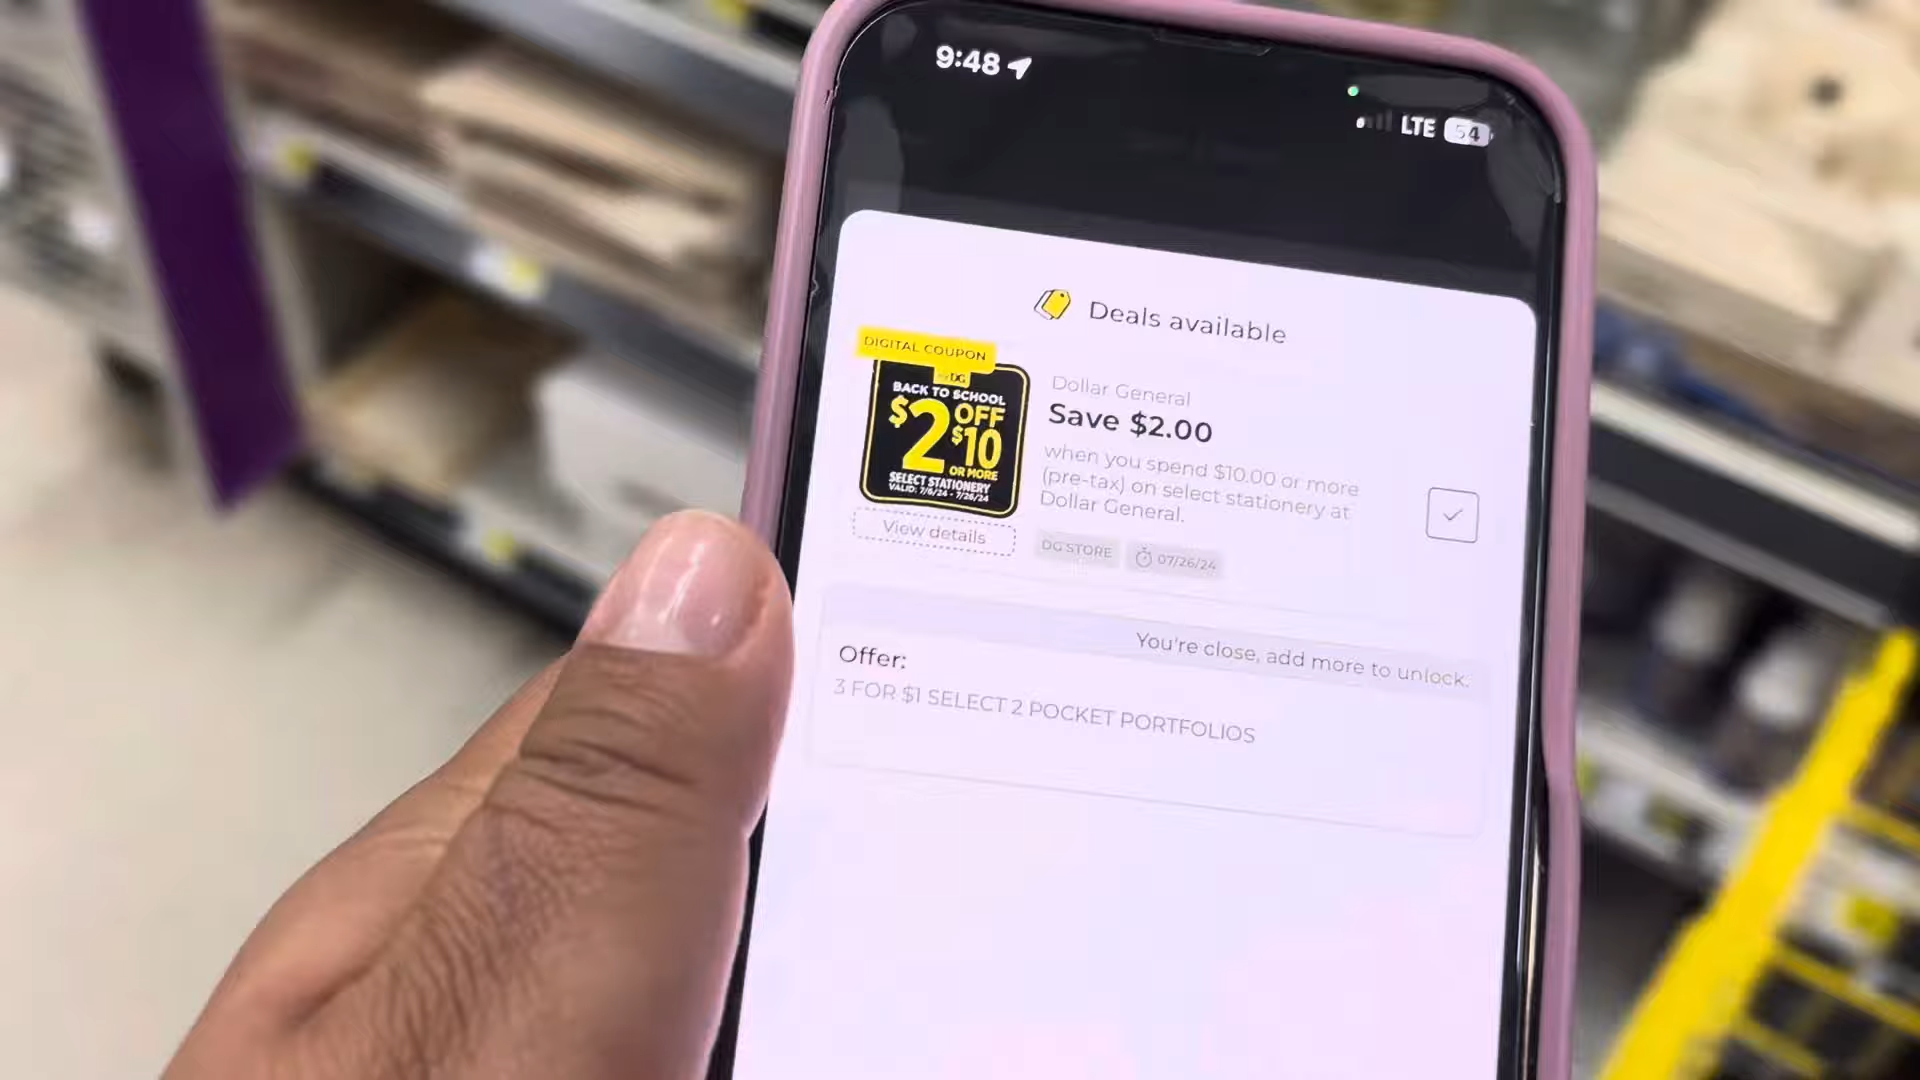 9:48
LTE 54
Deals available
DIGITAL COUPON
DG
BACK TO SCHOOL
$2 OFF
$10
OR MORE
SELECT STATIONERY
VALID: 7/6/24 - 7/26/24
View details
Dollar General
Save $2.00
when you spend $10.00 or more
(pre-tax) on select stationery at
Dollar General.
DG STORE
07/26/24
You're close, add more to unlock.
Offer:
3 FOR $1 SELECT 2 POCKET PORTFOLIOS